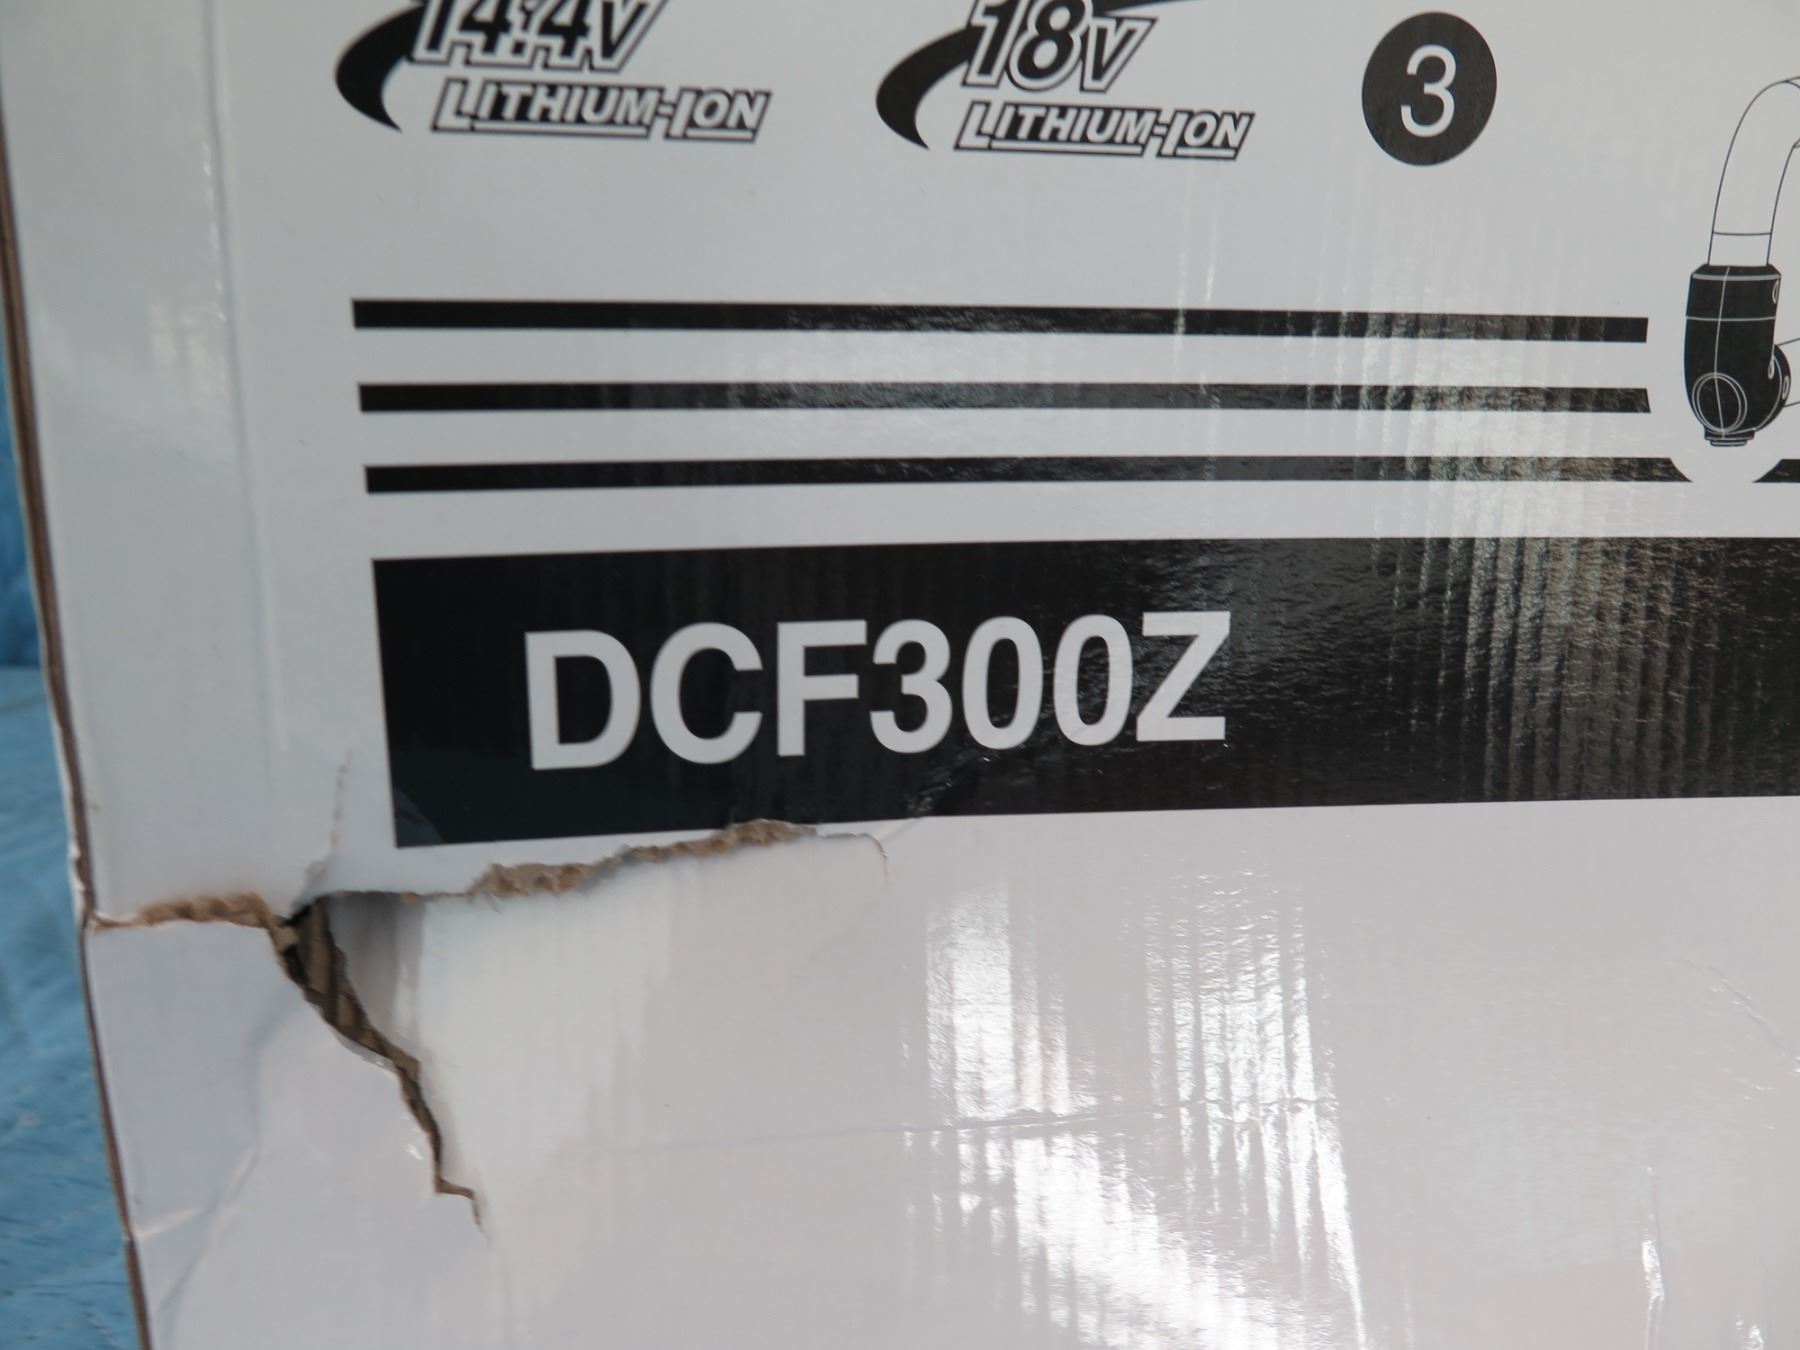 14.4V
LITHIUM-ION
18V
LITHIUM-ION
3
DCF300Z